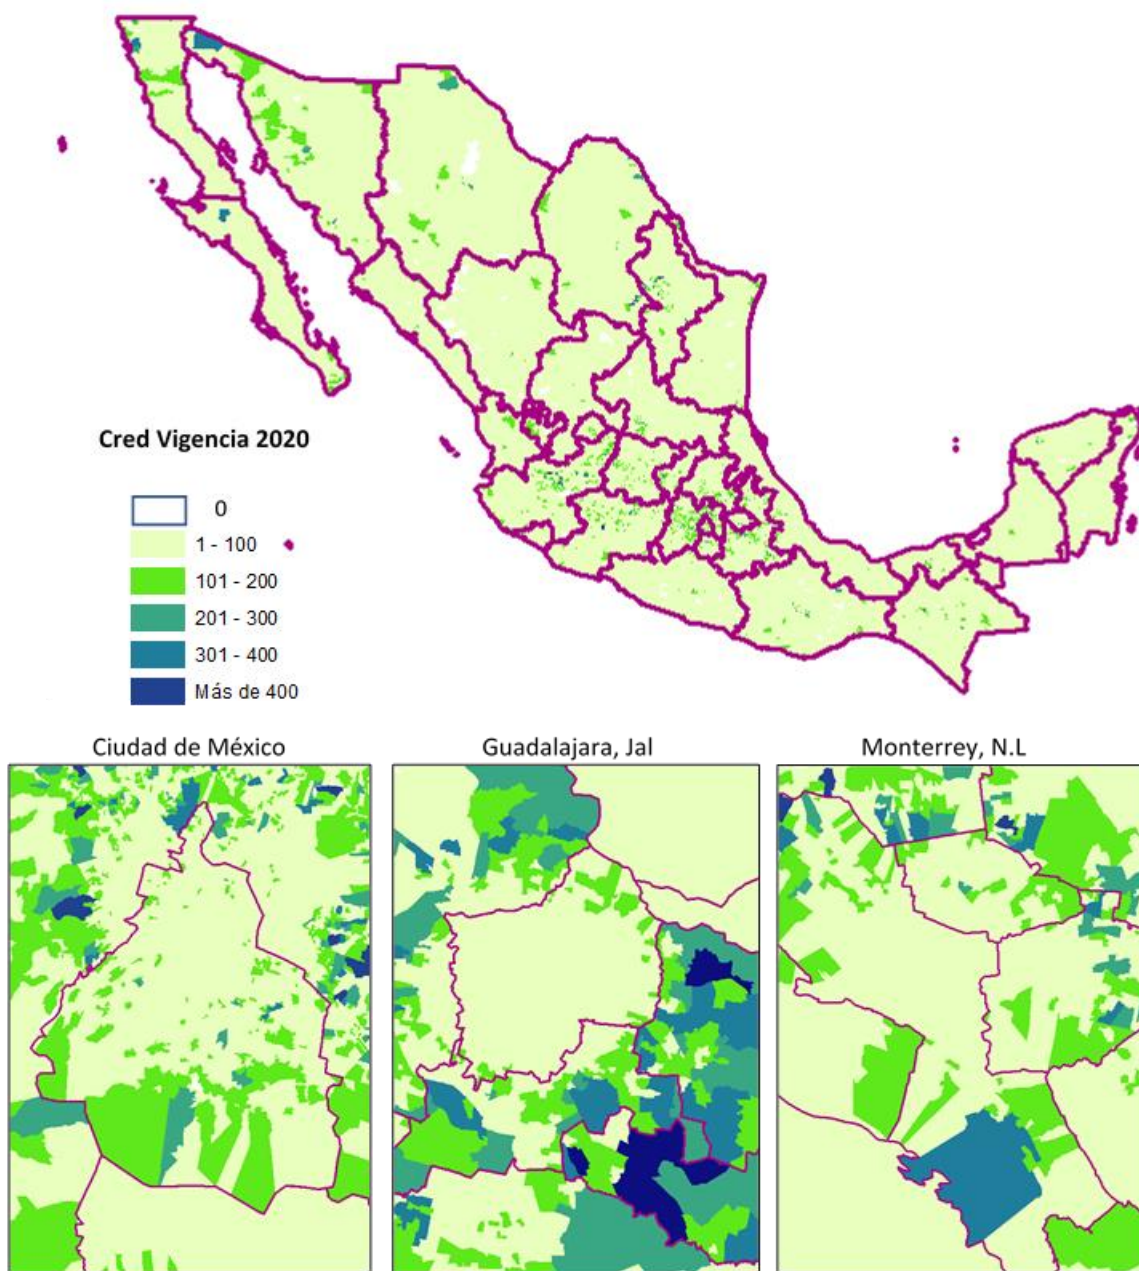 Cred Vigencia 2020
0
1 - 100
101 - 200
201 - 300
301 - 400
Más de 400
Ciudad de México
Guadalajara, Jal
Monterrey, N.L